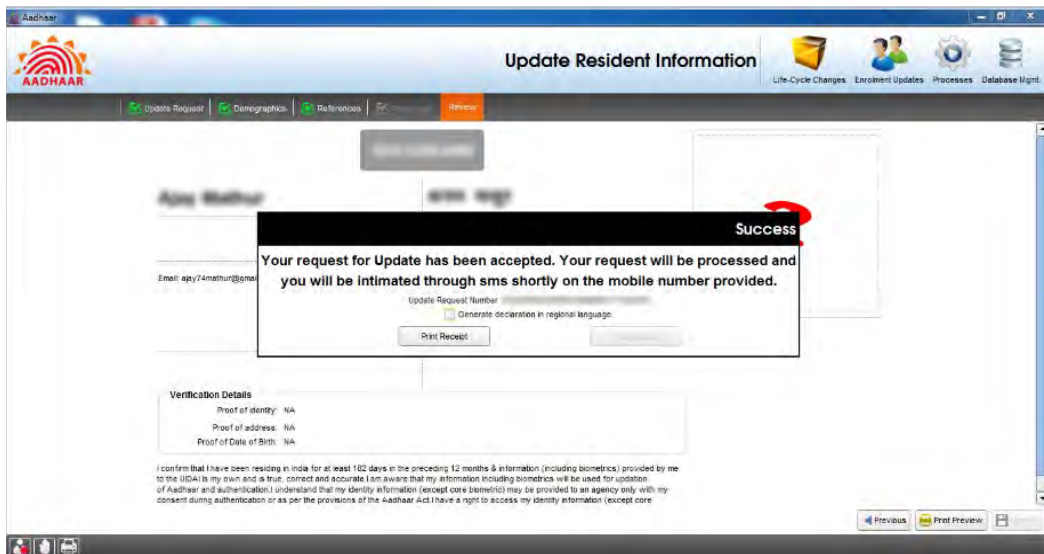 Aadhaar
AADHAAR
Update Resident Information
Life-Cycle Changes
Enrolment Updates
Processes
Database Mgmt.
Update Request
Demographics
References
Review
Success
Your request for Update has been accepted. Your request will be processed and
you will be intimated through sms shortly on the mobile number provided.
Update Request Number
Generate declaration in regional language
Print Receipt
Email: ajay74mathur@gmai
Verification Details
Proof of identity: NA
Proof of address: NA
Proof of Date of Birth: NA
I confirm that I have been residing in India for at least 182 days in the preceding 12 months & information (including biometrics) provided by me
to the UIDAI is my own and is true, correct and accurate I am aware that my information including biometrics will be used for updation
of Aadhaar and authentication.I understand that my identity information (except core biometric) may be provided to an agency only with my
consent during authentication or as per the provisions of the Aadhaar Act.I have a right to access my identity information (except core
Previous
Print Preview